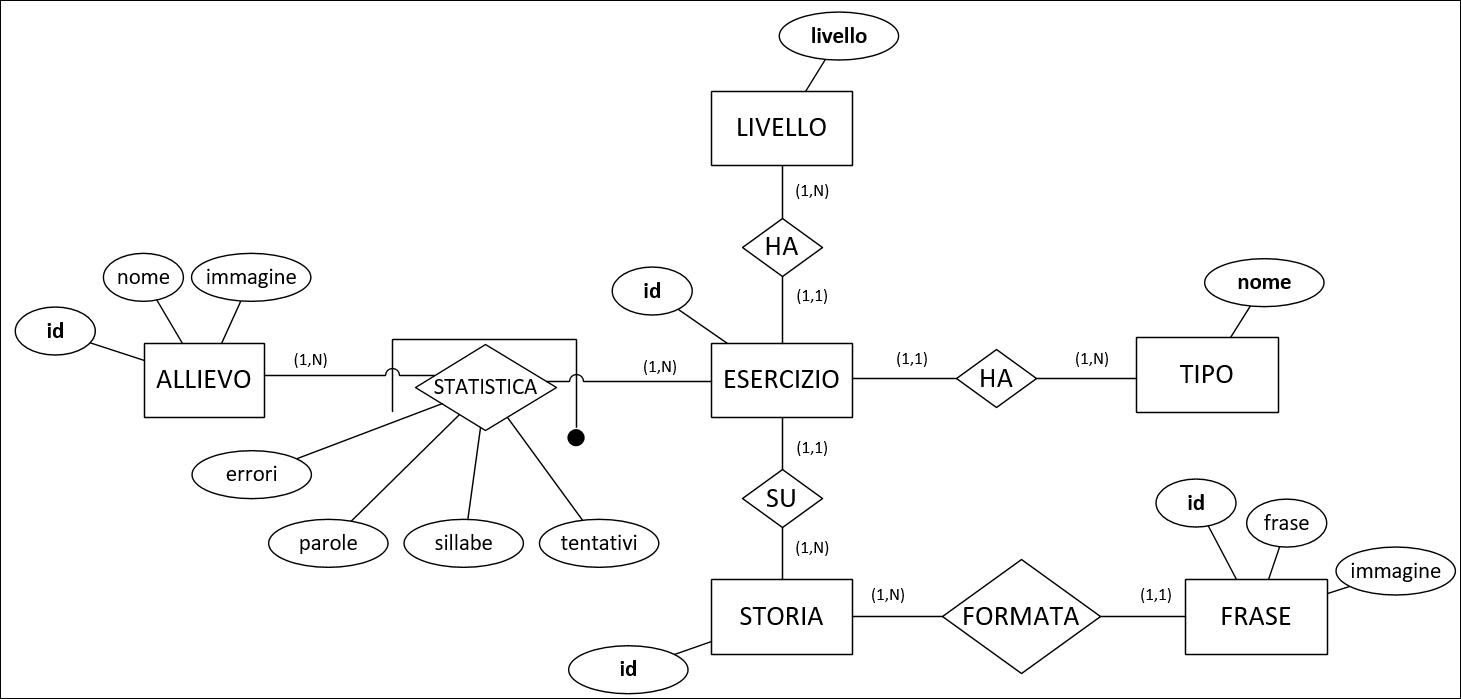 livello
LIVELLO
(1,N)
HA
nome
immagine
id
(1,1)
nome
id
(1,N)
(1,N)
(1,1)
(1,N)
ALLIEVO
STATISTICA
ESERCIZIO
HA
TIPO
(1,1)
errori
SU
id
frase
parole
sillabe
tentativi
(1,N)
immagine
(1,N)
(1,1)
STORIA
FORMATA
FRASE
id